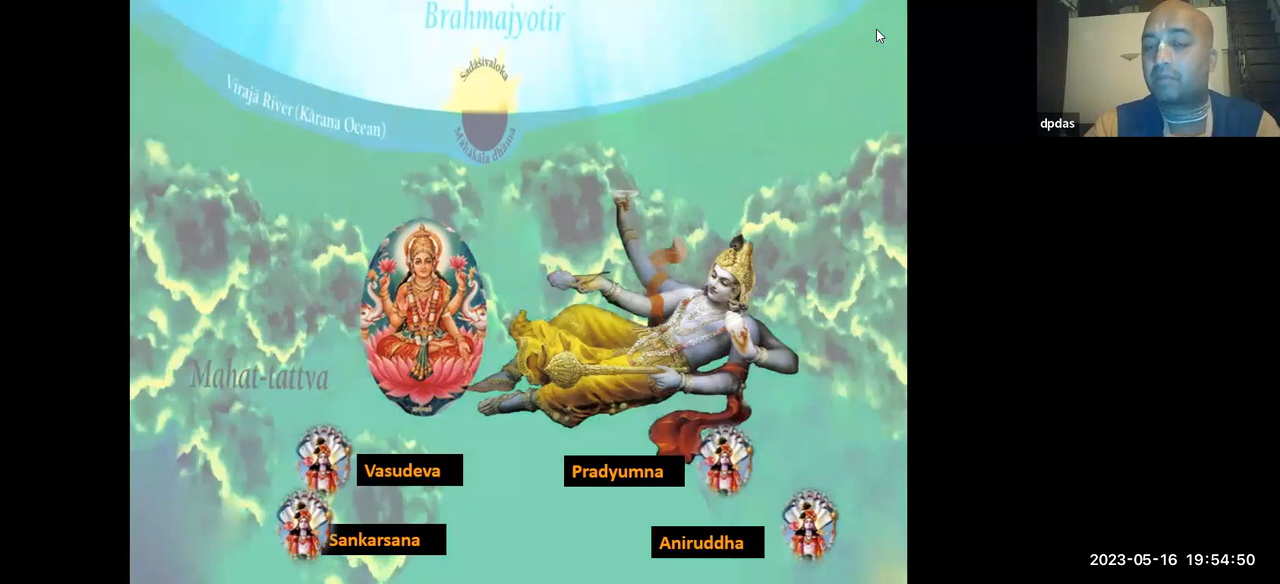 Brahmajyotir
Sadāśivaloka
Virajā River (Kārana Ocean)
Mahākāla dhāma
dpdas
Mahat-tattva
Vasudeva
Pradyumna
Sankarsana
Aniruddha
2023-05-16 19:54:50